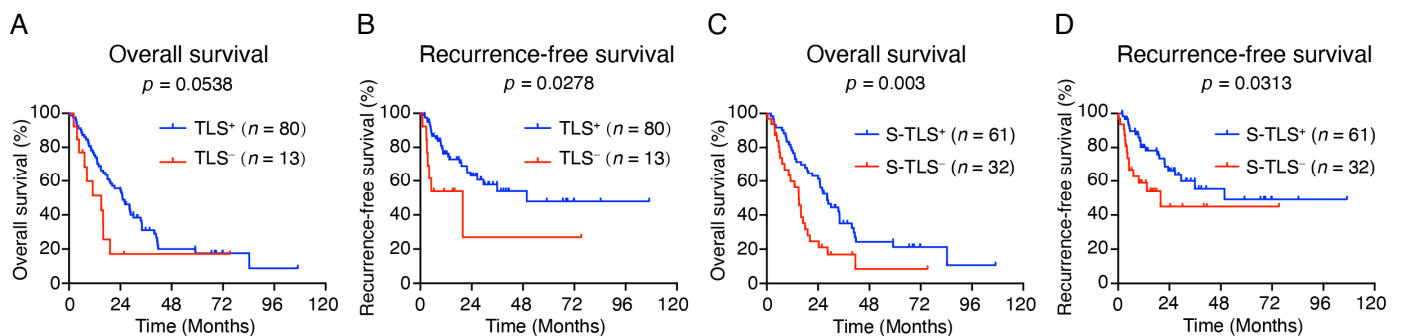 A
Overall survival
p = 0.0538
Overall survival (%)
100
80
60
40
20
0
0 24 48 72 96 120
Time (Months)
TLS⁺ (n = 80)
TLS⁻ (n = 13)
B
Recurrence-free survival
p = 0.0278
Recurrence-free survival (%)
100
80
60
40
20
0
0 24 48 72 96 120
Time (Months)
TLS⁺ (n = 80)
TLS⁻ (n = 13)
C
Overall survival
p = 0.003
Overall survival (%)
100
80
60
40
20
0
0 24 48 72 96 120
Time (Months)
S-TLS⁺ (n = 61)
S-TLS⁻ (n = 32)
D
Recurrence-free survival
p = 0.0313
Recurrence-free survival (%)
100
80
60
40
20
0
0 24 48 72 96 120
Time (Months)
S-TLS⁺ (n = 61)
S-TLS⁻ (n = 32)